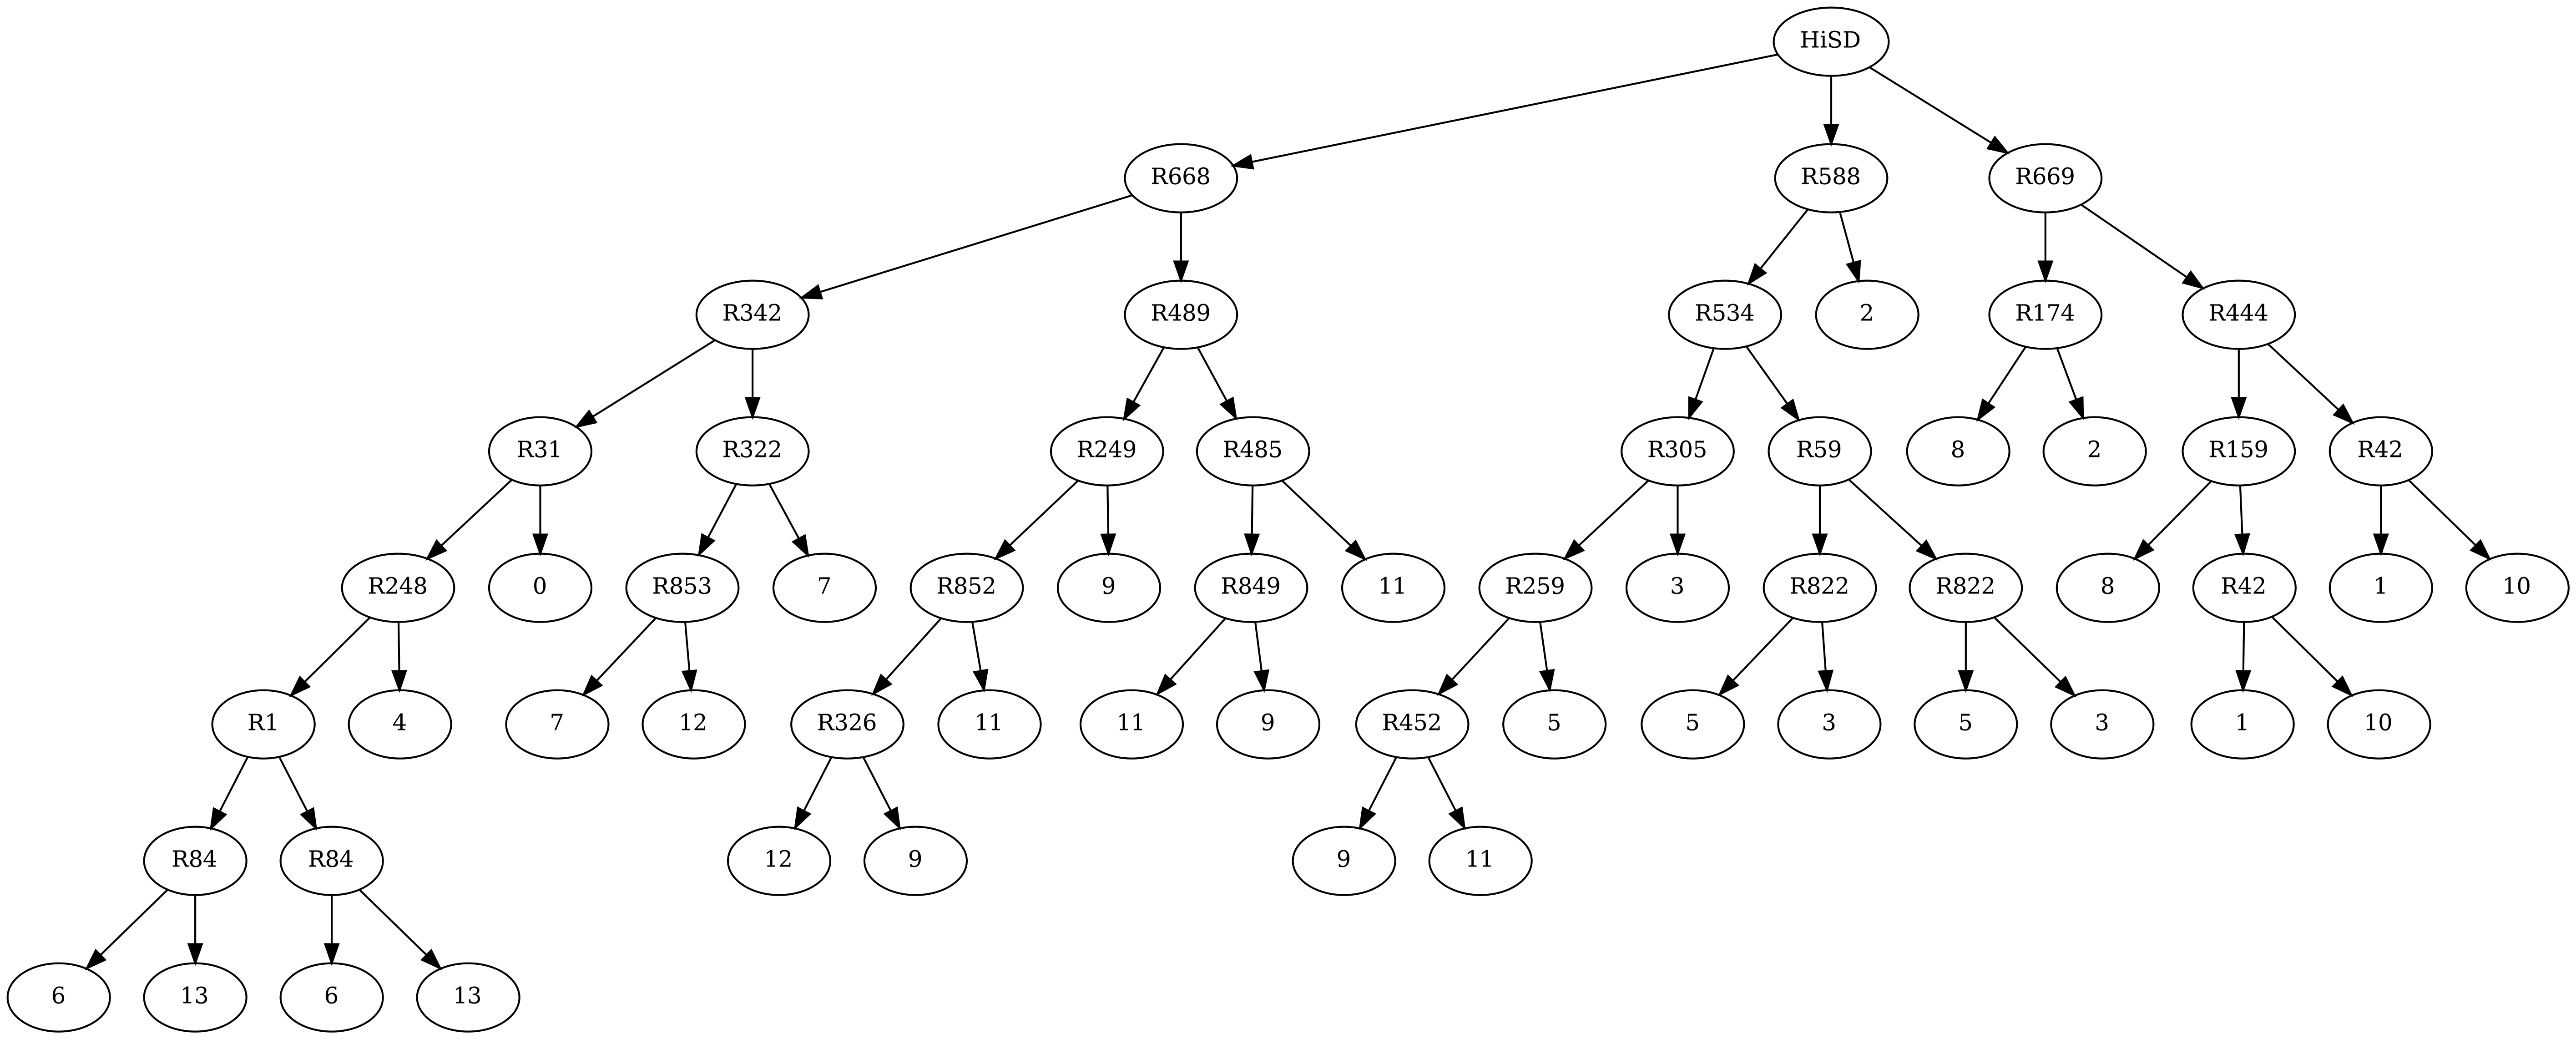 HiSD
R668 R588 R669
R342 R489 R534 2 R174 R444
R31 R322 R249 R485 R305 R59 8 2 R159 R42
R248 0 R853 7 R852 9 R849 11 R259 3 R822 R822 8 R42 1 10
R1 4 7 12 R326 11 11 9 R452 5 5 3 5 3 1 10
R84 R84 12 9 9 11
6 13 6 13